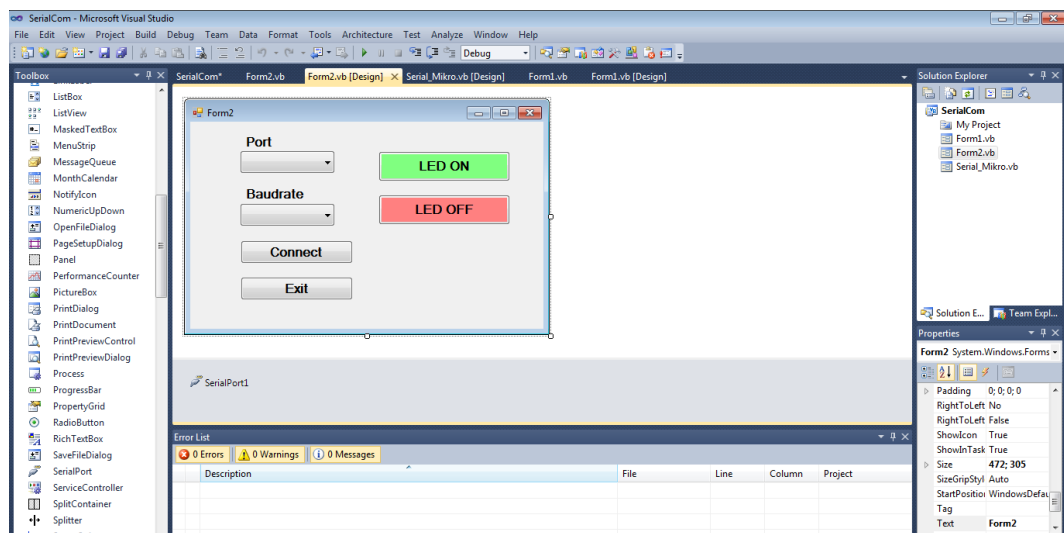 SerialCom - Microsoft Visual Studio
File Edit View Project Build Debug Team Data Format Tools Architecture Test Analyze Window Help
Debug
Toolbox
SerialCom* Form2.vb Form2.vb [Design] Serial_Mikro.vb [Design] Form1.vb Form1.vb [Design]
Solution Explorer
ListBox
ListView
MaskedTextBox
MenuStrip
MessageQueue
MonthCalendar
NotifyIcon
NumericUpDown
OpenFileDialog
PageSetupDialog
Panel
PerformanceCounter
PictureBox
PrintDialog
PrintDocument
PrintPreviewControl
PrintPreviewDialog
Process
ProgressBar
PropertyGrid
RadioButton
RichTextBox
SaveFileDialog
SerialPort
ServiceController
SplitContainer
Splitter
Form2
Port
LED ON
Baudrate
LED OFF
Connect
Exit
SerialPort1
Error List
0 Errors 0 Warnings 0 Messages
Description File Line Column Project
SerialCom
My Project
Form1.vb
Form2.vb
Serial_Mikro.vb
Solution E... Team Expl...
Properties
Form2 System.Windows.Forms
Padding 0; 0; 0; 0
RightToLeft No
RightToLeft False
ShowIcon True
ShowInTask True
Size 472; 305
SizeGripStyl Auto
StartPosition WindowsDefau
Tag
Text Form2